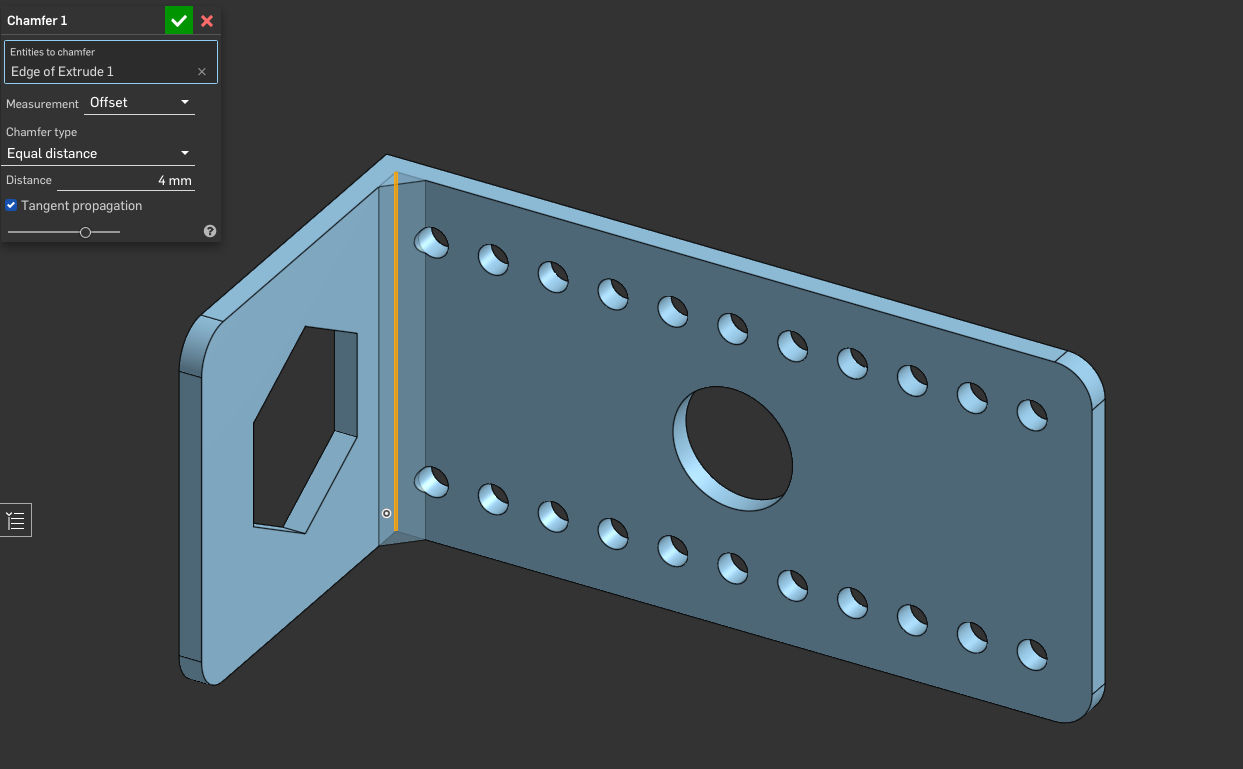 Chamfer 1
Entities to chamfer
Edge of Extrude 1
Measurement Offset
Chamfer type
Equal distance
Distance 4 mm
Tangent propagation